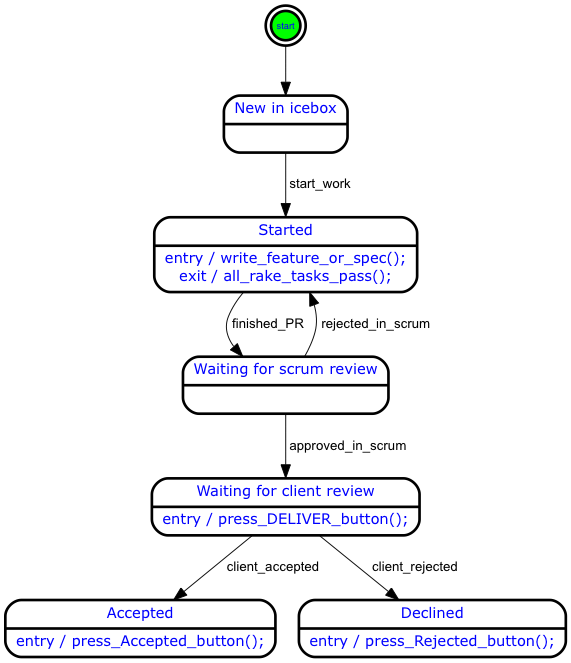 start
New in icebox
start_work
Started
entry / write_feature_or_spec();
exit / all_rake_tasks_pass();
finished_PR
rejected_in_scrum
Waiting for scrum review
approved_in_scrum
Waiting for client review
entry / press_DELIVER_button();
client_accepted
client_rejected
Accepted
entry / press_Accepted_button();
Declined
entry / press_Rejected_button();